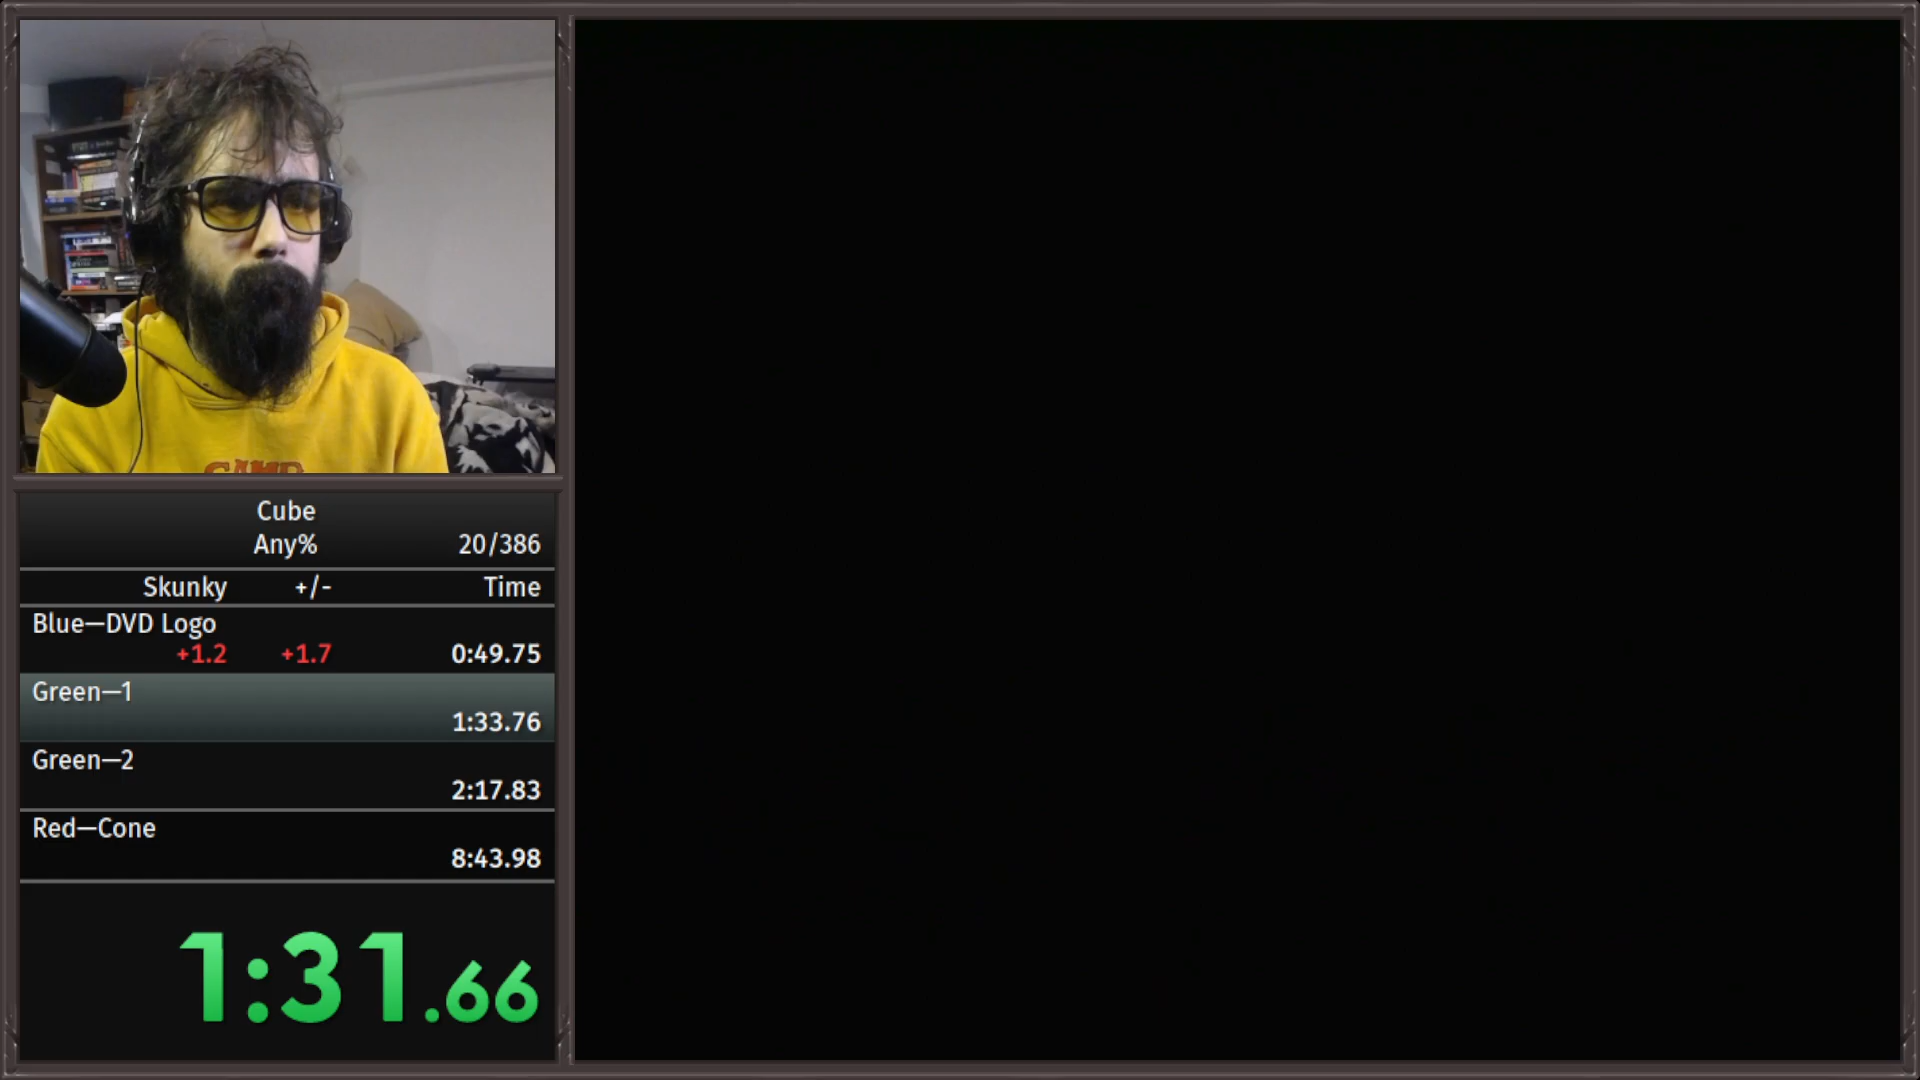 CAMP
Cube
Any% 20/386
Skunky +/- Time
Blue—DVD Logo
+1.2 +1.7 0:49.75
Green—1
1:33.76
Green—2
2:17.83
Red—Cone
8:43.98
1:31.66